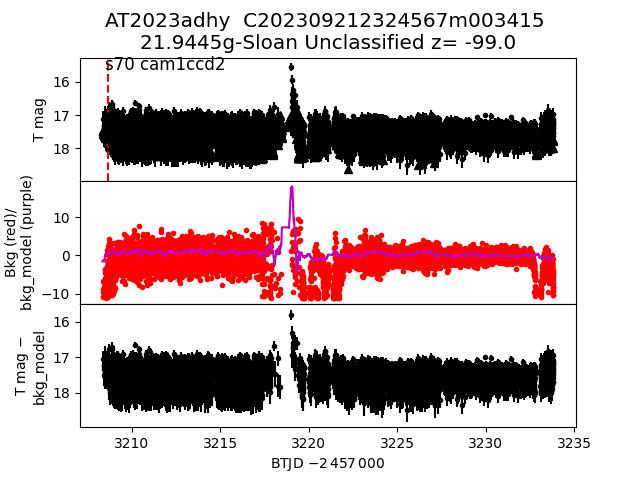 AT2023adhy C202309212324567m003415
21.9445g-Sloan Unclassified z= -99.0
s70 cam1ccd2
T mag
16
17
18
Bkg (red)/
bkg_model (purple)
10
0
−10
T mag −
bkg_model
16
17
18
3210 3215 3220 3225 3230 3235
BTJD −2 457 000